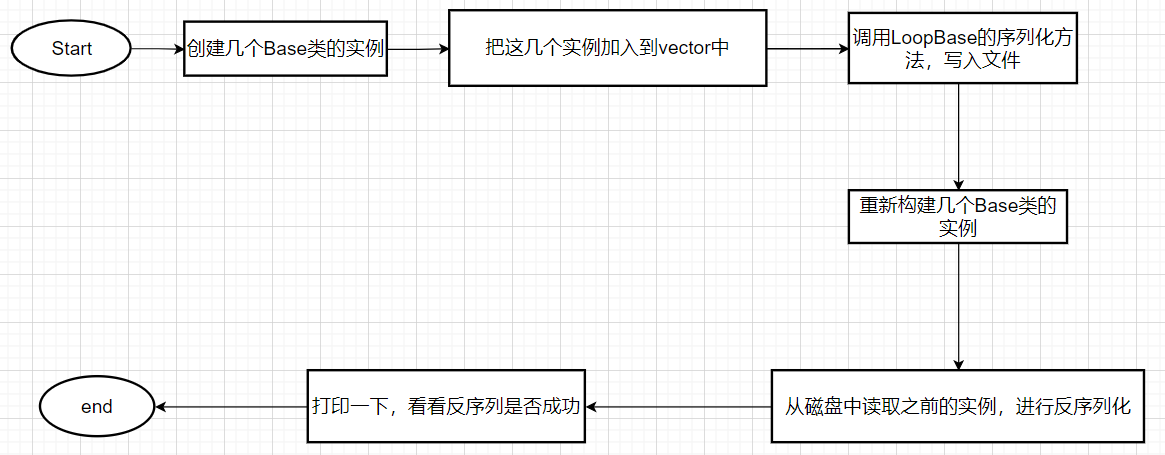 Start
创建几个Base类的实例
把这几个实例加入到vector中
调用LoopBase的序列化方
法，写入文件
重新构建几个Base类的
实例
从磁盘中读取之前的实例，进行反序列化
打印一下，看看反序列是否成功
end